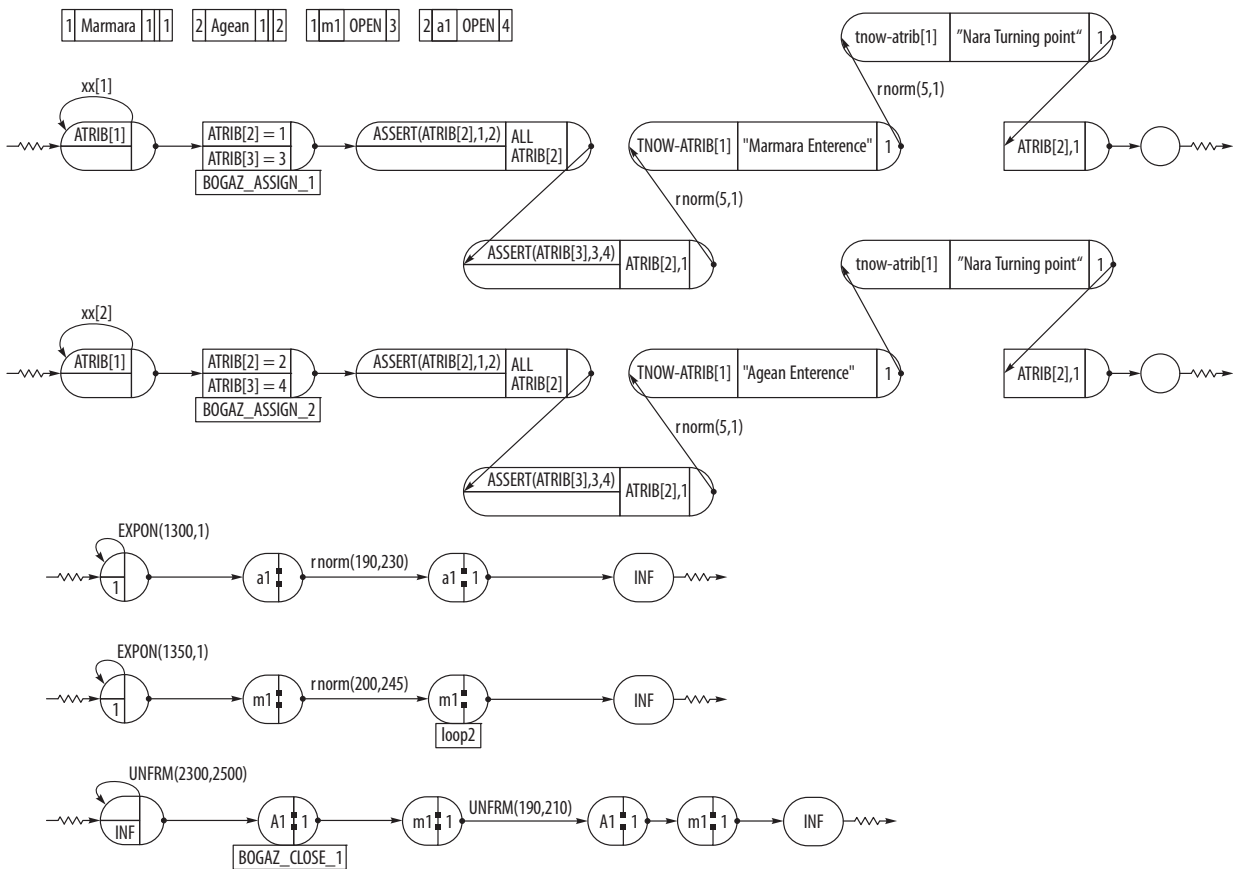 1 Marmara 1 1
2 Agean 1 2
1 m1 OPEN 3
2 a1 OPEN 4
tnow-atrib[1] "Nara Turning point“ 1
rnorm(5,1)
xx[1]
ATRIB[1]
ATRIB[2] = 1
ATRIB[3] = 3
BOGAZ_ASSIGN_1
ASSERT(ATRIB[2],1,2) ALL
ATRIB[2]
TNOW-ATRIB[1] "Marmara Enterence" 1
ATRIB[2],1
rnorm(5,1)
ASSERT(ATRIB[3],3,4) ATRIB[2],1
tnow-atrib[1] ”Nara Turning point“ 1
rnorm(5,1)
xx[2]
ATRIB[1]
ATRIB[2] = 2
ATRIB[3] = 4
BOGAZ_ASSIGN_2
ASSERT(ATRIB[2],1,2) ALL
ATRIB[2]
TNOW-ATRIB[1] "Agean Enterence" 1
ATRIB[2],1
rnorm(5,1)
ASSERT(ATRIB[3],3,4) ATRIB[2],1
EXPON(1300,1)
1
a1
rnorm(190,230)
a1 1
INF
EXPON(1350,1)
1
m1
rnorm(200,245)
m1
loop2
INF
UNFRM(2300,2500)
INF
A1 1
BOGAZ_CLOSE_1
m1 1
UNFRM(190,210)
A1 1
m1 1
INF